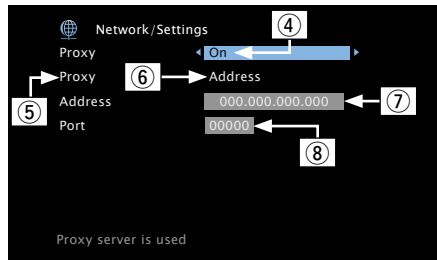 Network/Settings
④
Proxy On
⑤ Proxy ⑥ Address
Address 000.000.000.000 ⑦
Port 00000 ⑧
Proxy server is used